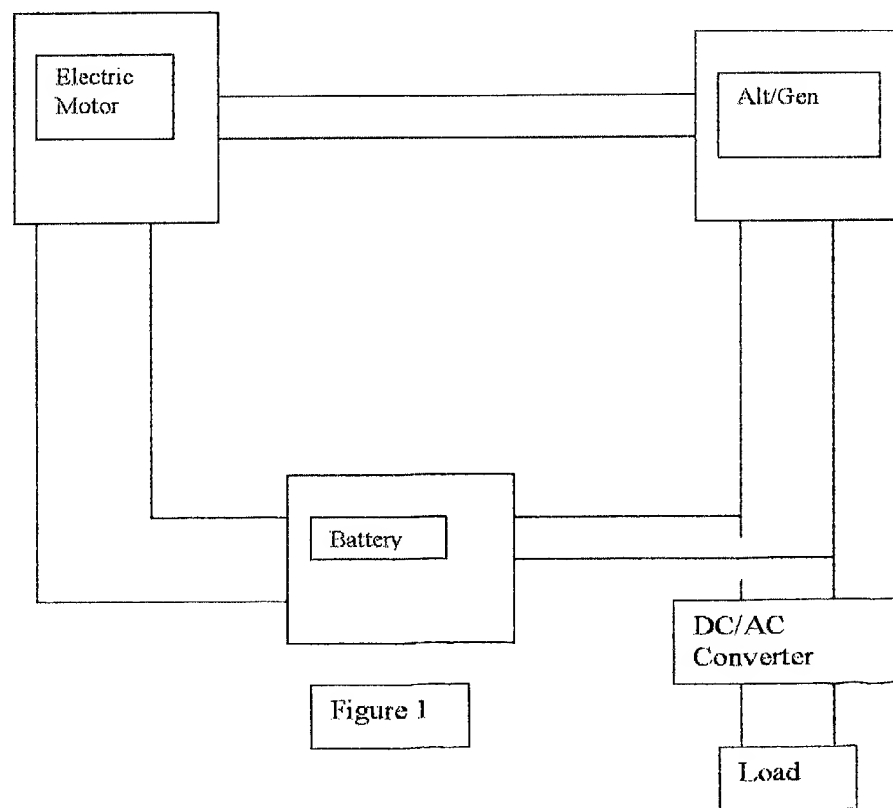 Electric
Motor
Alt/Gen
Battery
DC/AC
Converter
Figure 1
Load